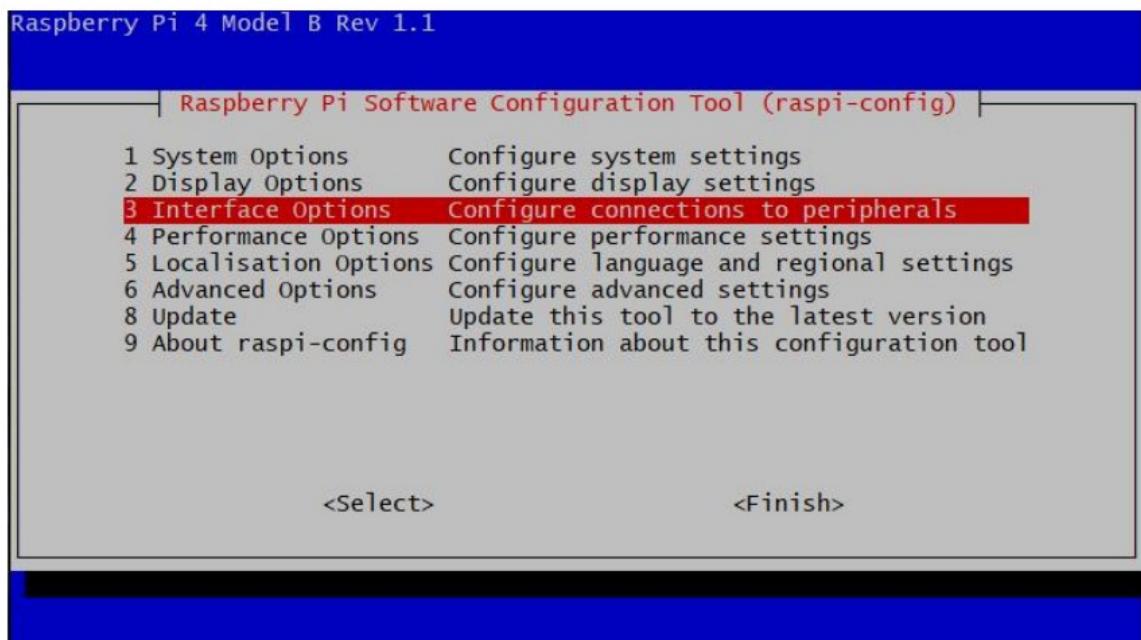 Raspberry Pi 4 Model B Rev 1.1
Raspberry Pi Software Configuration Tool (raspi-config)
1 System Options Configure system settings
2 Display Options Configure display settings
3 Interface Options Configure connections to peripherals
4 Performance Options Configure performance settings
5 Localisation Options Configure language and regional settings
6 Advanced Options Configure advanced settings
8 Update Update this tool to the latest version
9 About raspi-config Information about this configuration tool
<Select> <Finish>